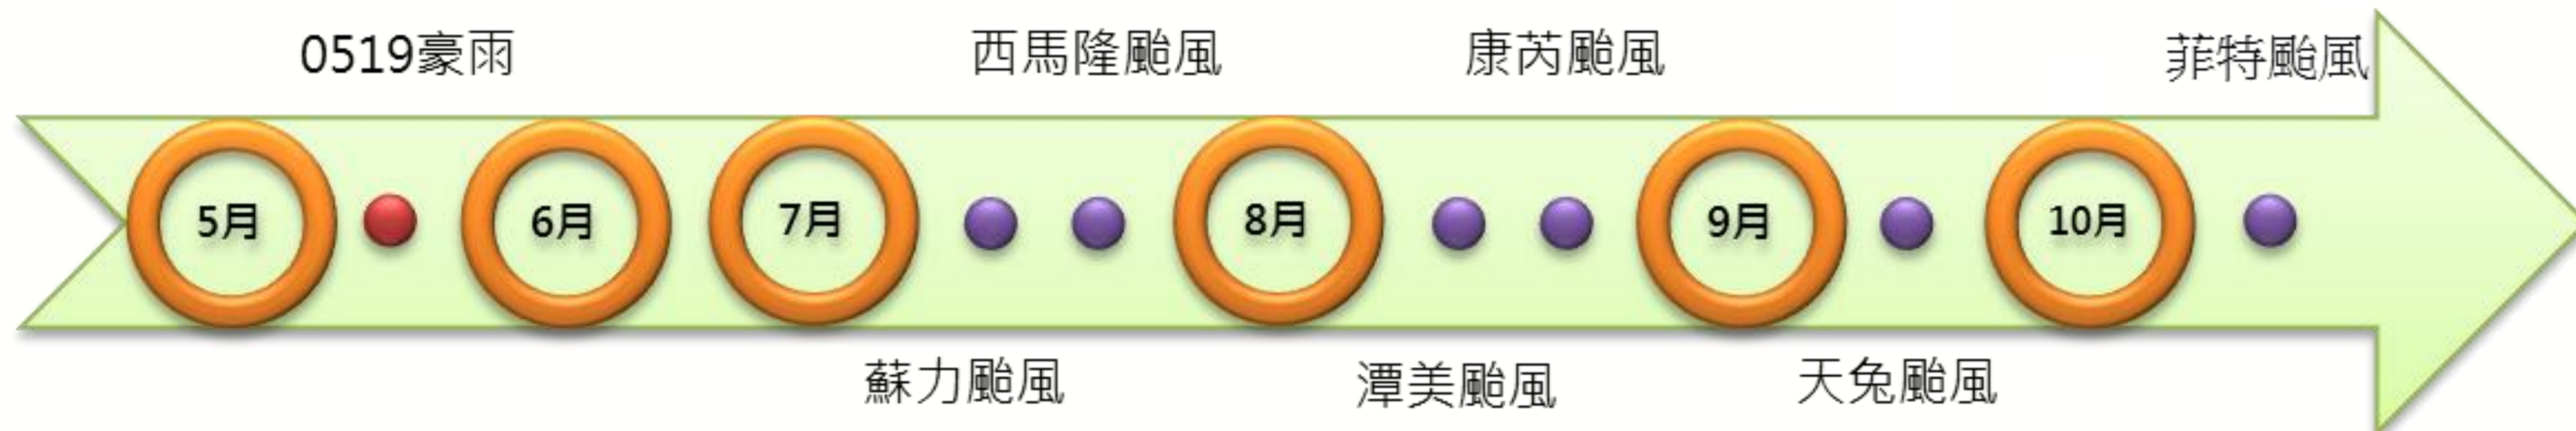 0519豪雨
西馬隆颱風
康芮颱風
菲特颱風
5月
6月
7月
8月
9月
10月
蘇力颱風
潭美颱風
天兔颱風